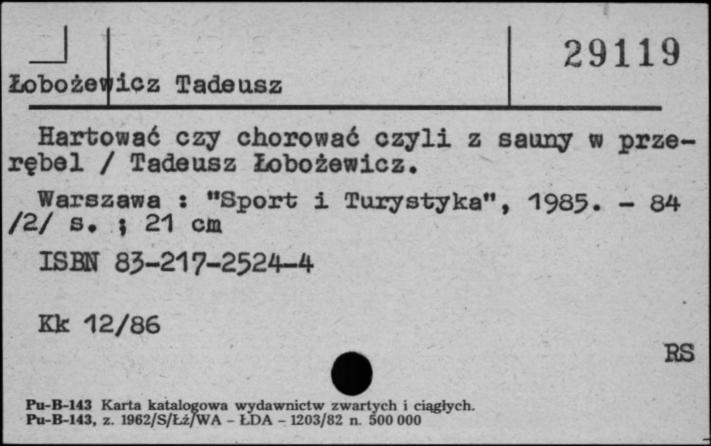 29119
Łobożewicz Tadeusz
Hartować czy chorować czyli z sauny w prze-
rębel / Tadeusz Łobożewicz.
Warszawa : "Sport i Turystyka", 1985. - 84
/2/ s. ; 21 cm
ISBN 83-217-2524-4
Kk 12/86
RS
Pu-B-143 Karta katalogowa wydawnictw zwartych i ciągłych.
Pu-B-143, z. 1962/S/Łź/WA - ŁDA - 1203/82 n. 500 000